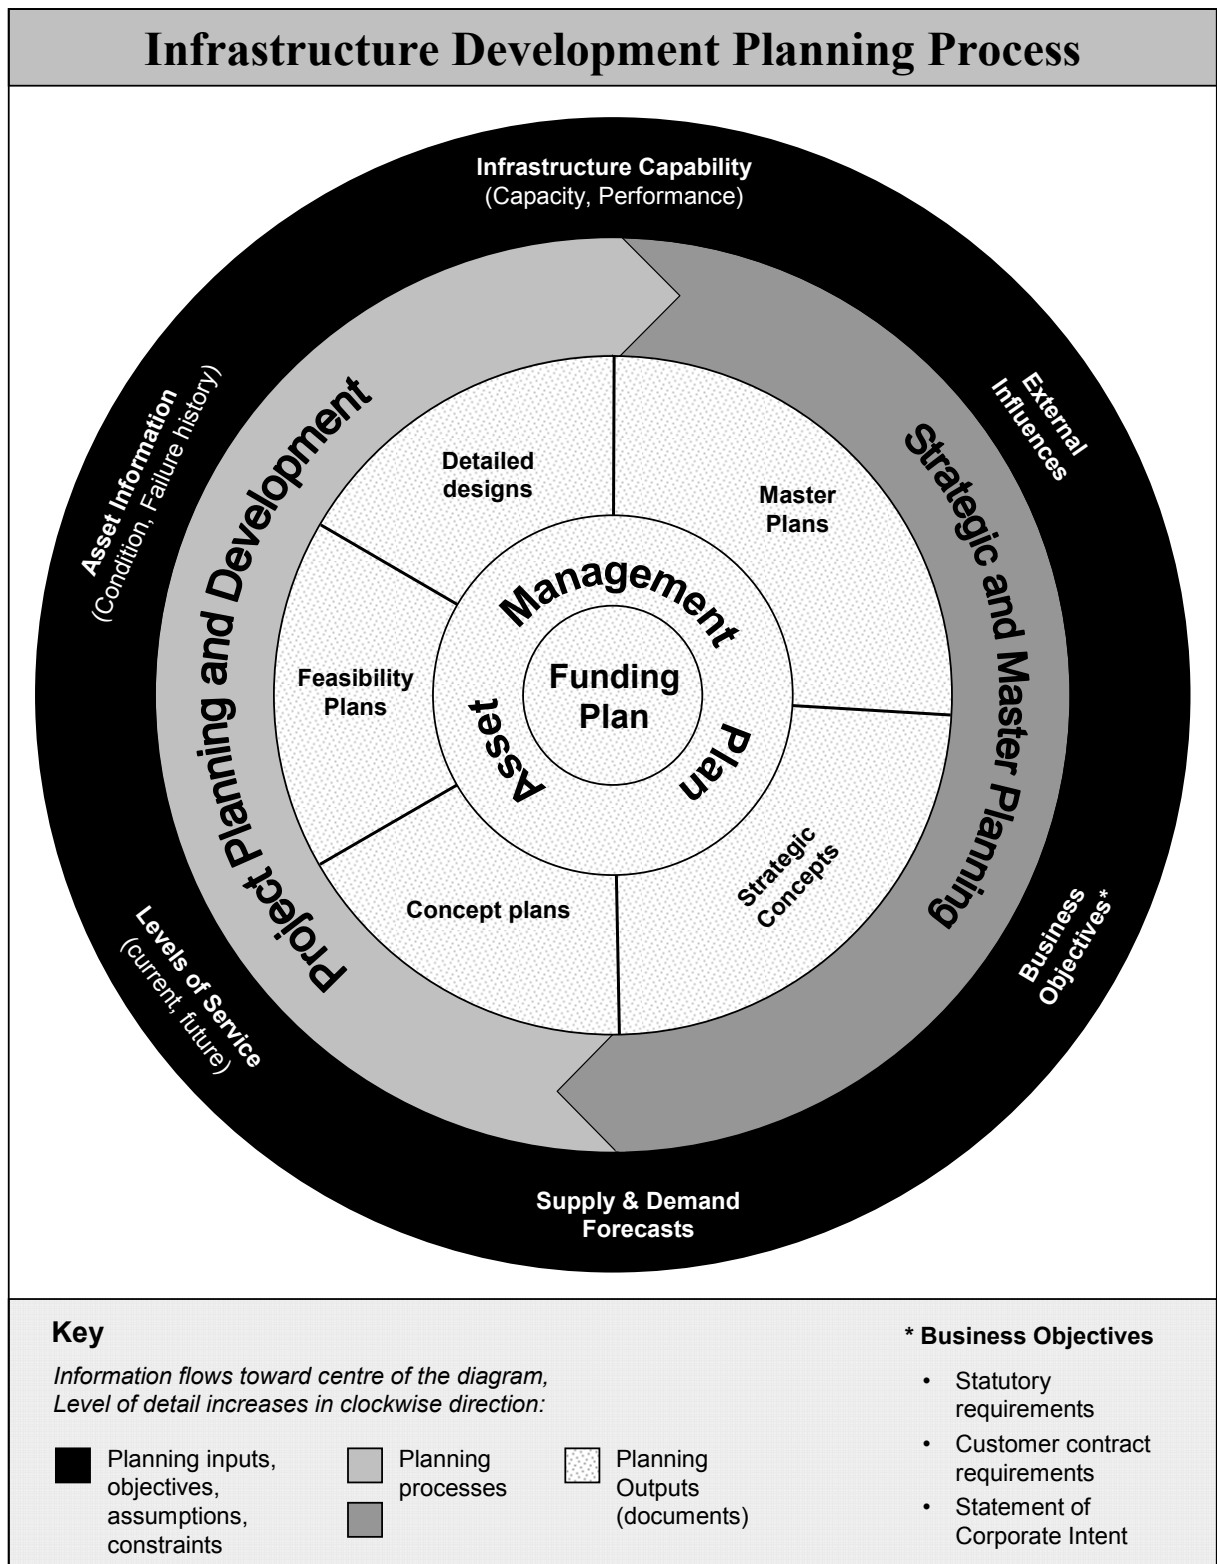 Infrastructure Development Planning Process
Infrastructure Capability
(Capacity, Performance)
External
Influences
Asset Information
(Condition, Failure history)
Project Planning and Development
Strategic and Master Planning
Detailed
designs
Master
Plans
Asset Management Plan
Funding
Plan
Feasibility
Plans
Concept plans
Strategic
Concepts
Business
Objectives*
Levels of Service
(current, future)
Supply & Demand
Forecasts
Key
Information flows toward centre of the diagram,
Level of detail increases in clockwise direction:
Planning inputs,
objectives,
assumptions,
constraints
Planning
processes
Planning
Outputs
(documents)
* Business Objectives
• Statutory
requirements
• Customer contract
requirements
• Statement of
Corporate Intent